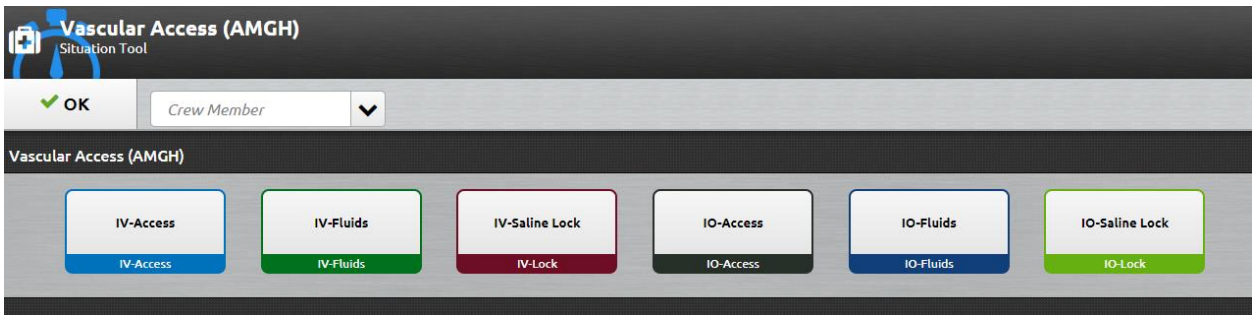 Vascular Access (AMGH)
Situation Tool
OK
Crew Member
Vascular Access (AMGH)
IV-Access
IV-Fluids
IV-Saline Lock
IO-Access
IO-Fluids
IO-Saline Lock
IV-Access
IV-Fluids
IV-Lock
IO-Access
IO-Fluids
IO-Lock